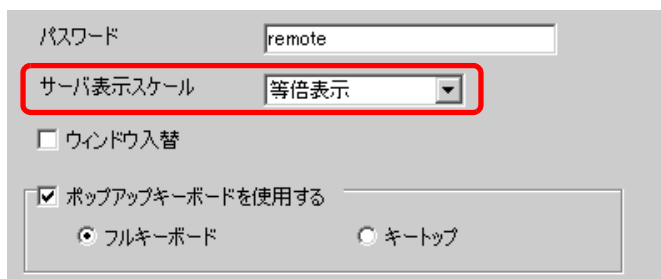 パスワード remote
サーバ表示スケール 等倍表示
ウィンドウ入替
ポップアップキーボードを使用する
フルキーボード キートップ